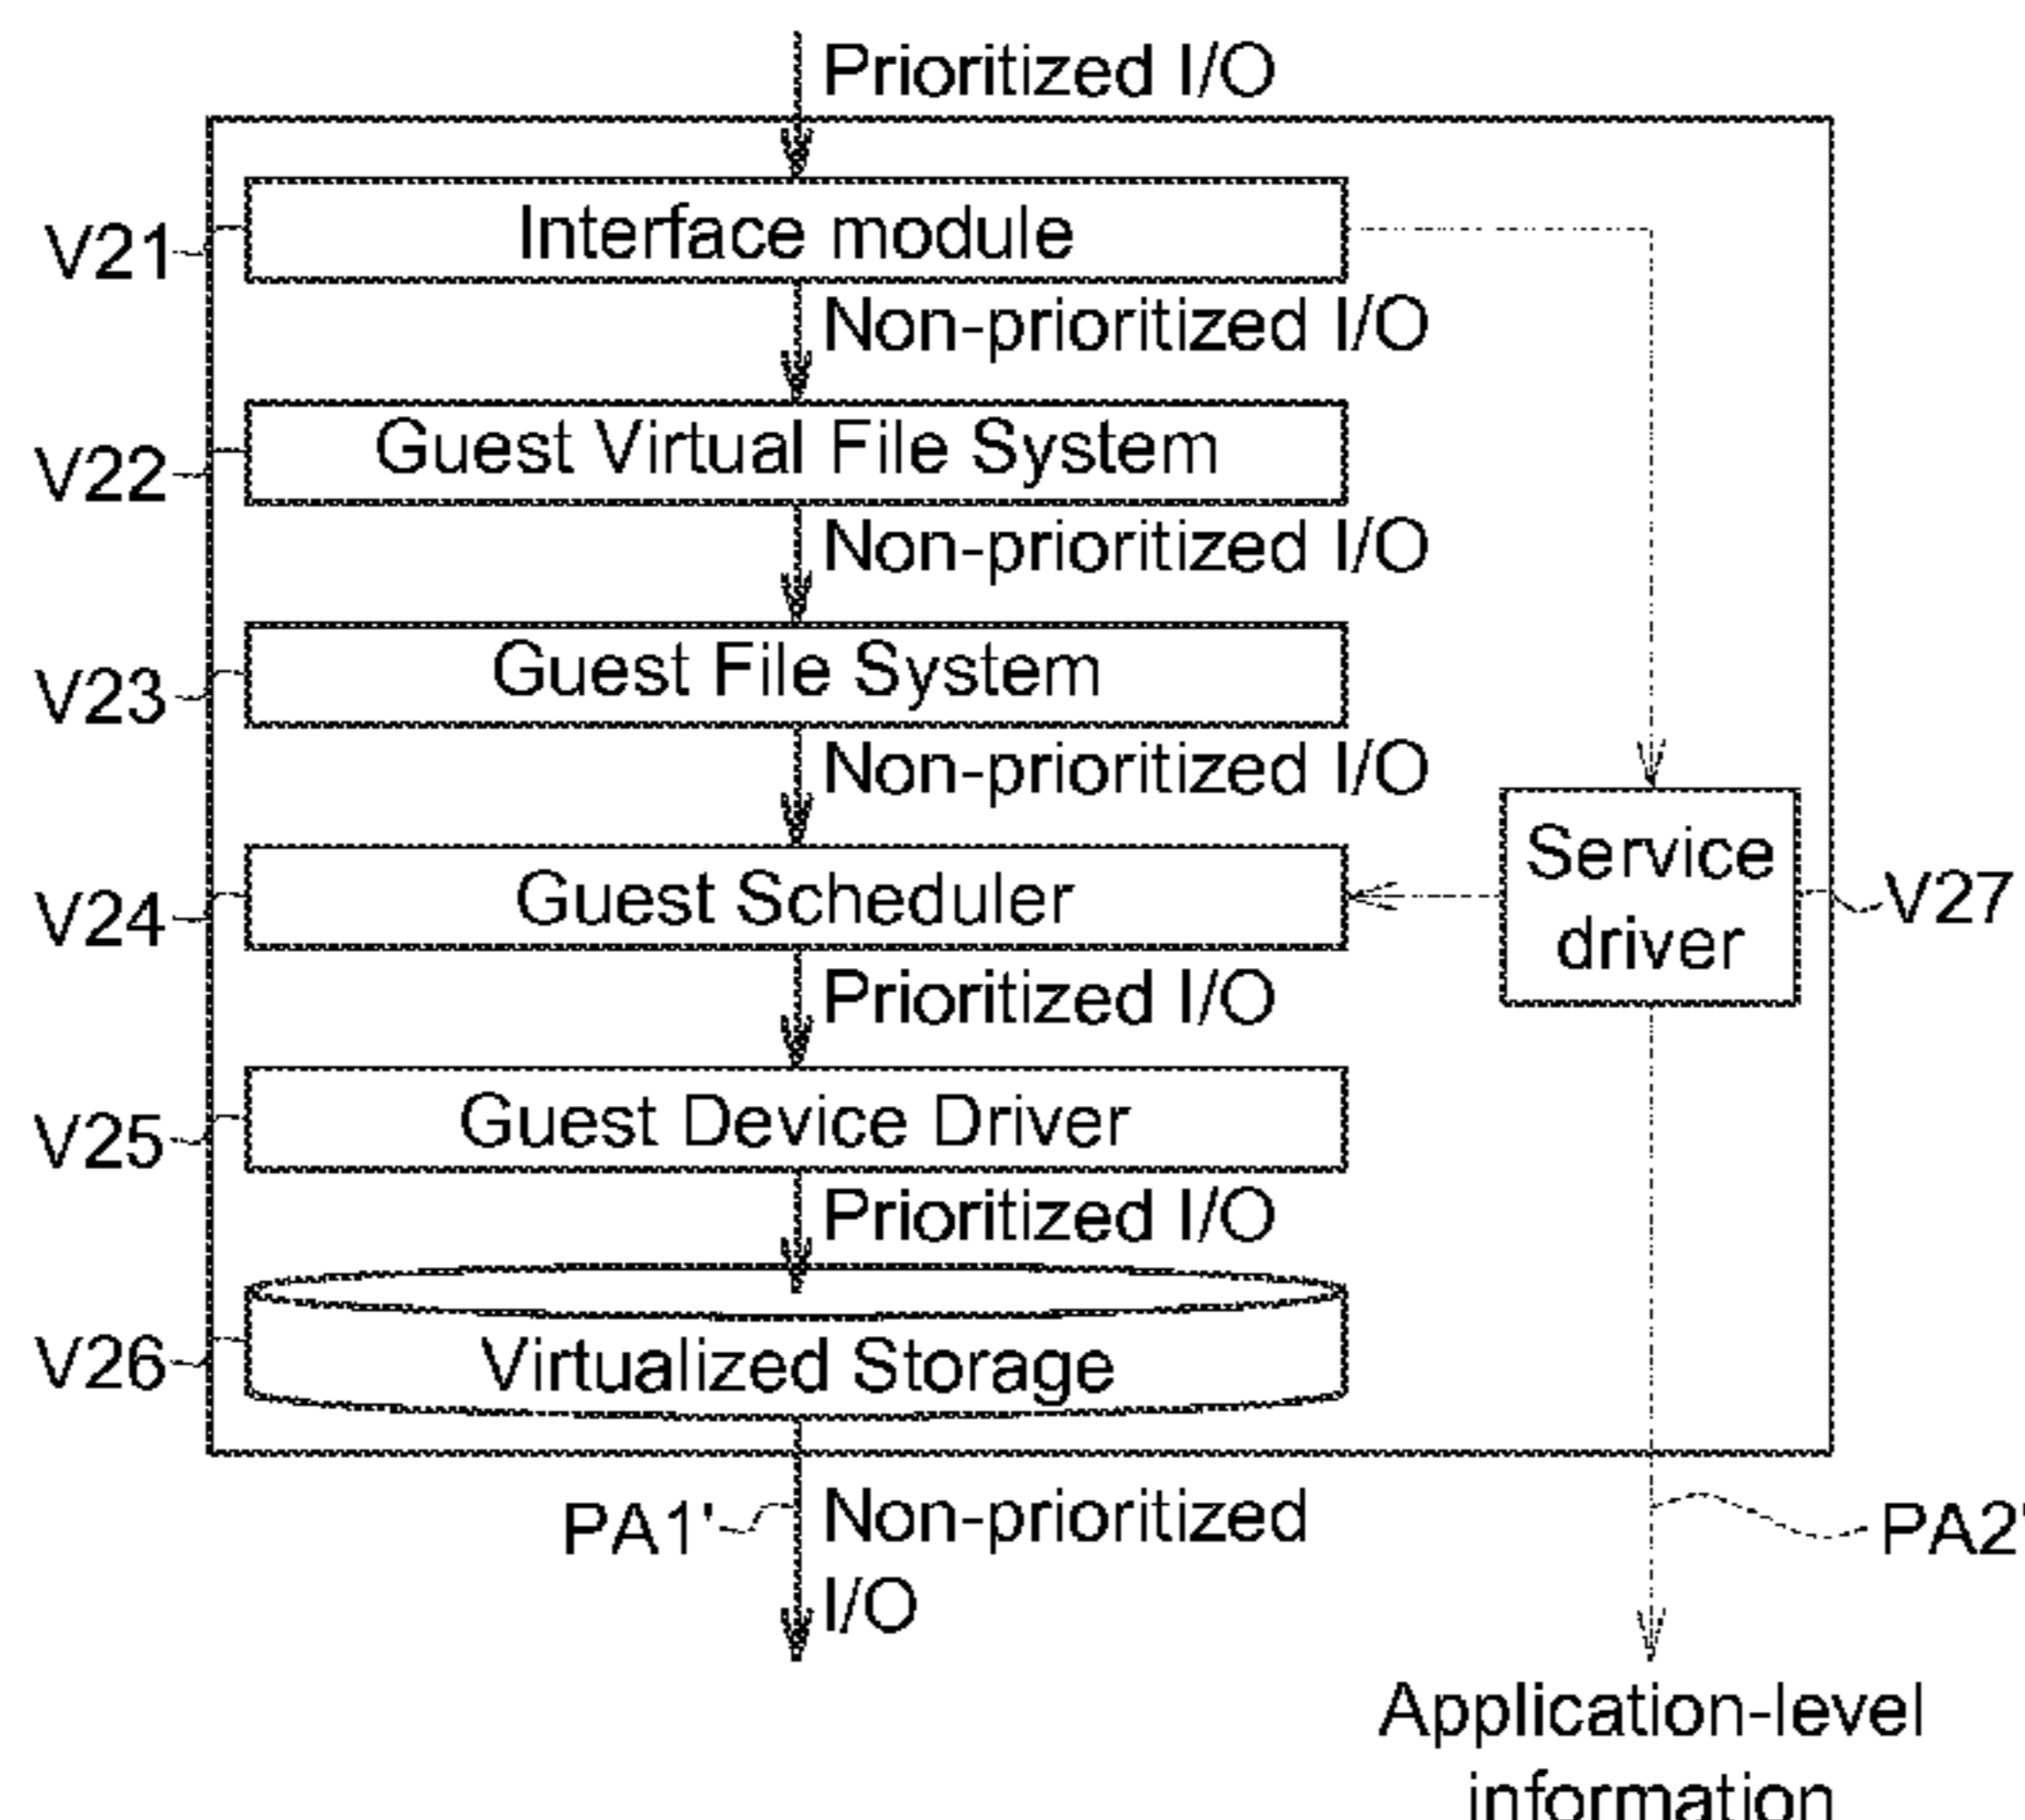 Prioritized I/O
V21
Interface module
Non-prioritized I/O
V22
Guest Virtual File System
Non-prioritized I/O
V23
Guest File System
Non-prioritized I/O
V24
Guest Scheduler
Service
driver
V27
Prioritized I/O
V25
Guest Device Driver
Prioritized I/O
V26
Virtualized Storage
PA1'
Non-prioritized
I/O
PA2'
Application-level
information